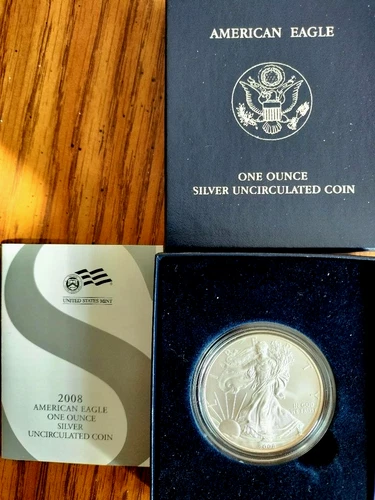 AMERICAN EAGLE
ONE OUNCE
SILVER UNCIRCULATED COIN
UNITED STATES MINT
2008
AMERICAN EAGLE
ONE OUNCE
SILVER
UNCIRCULATED COIN